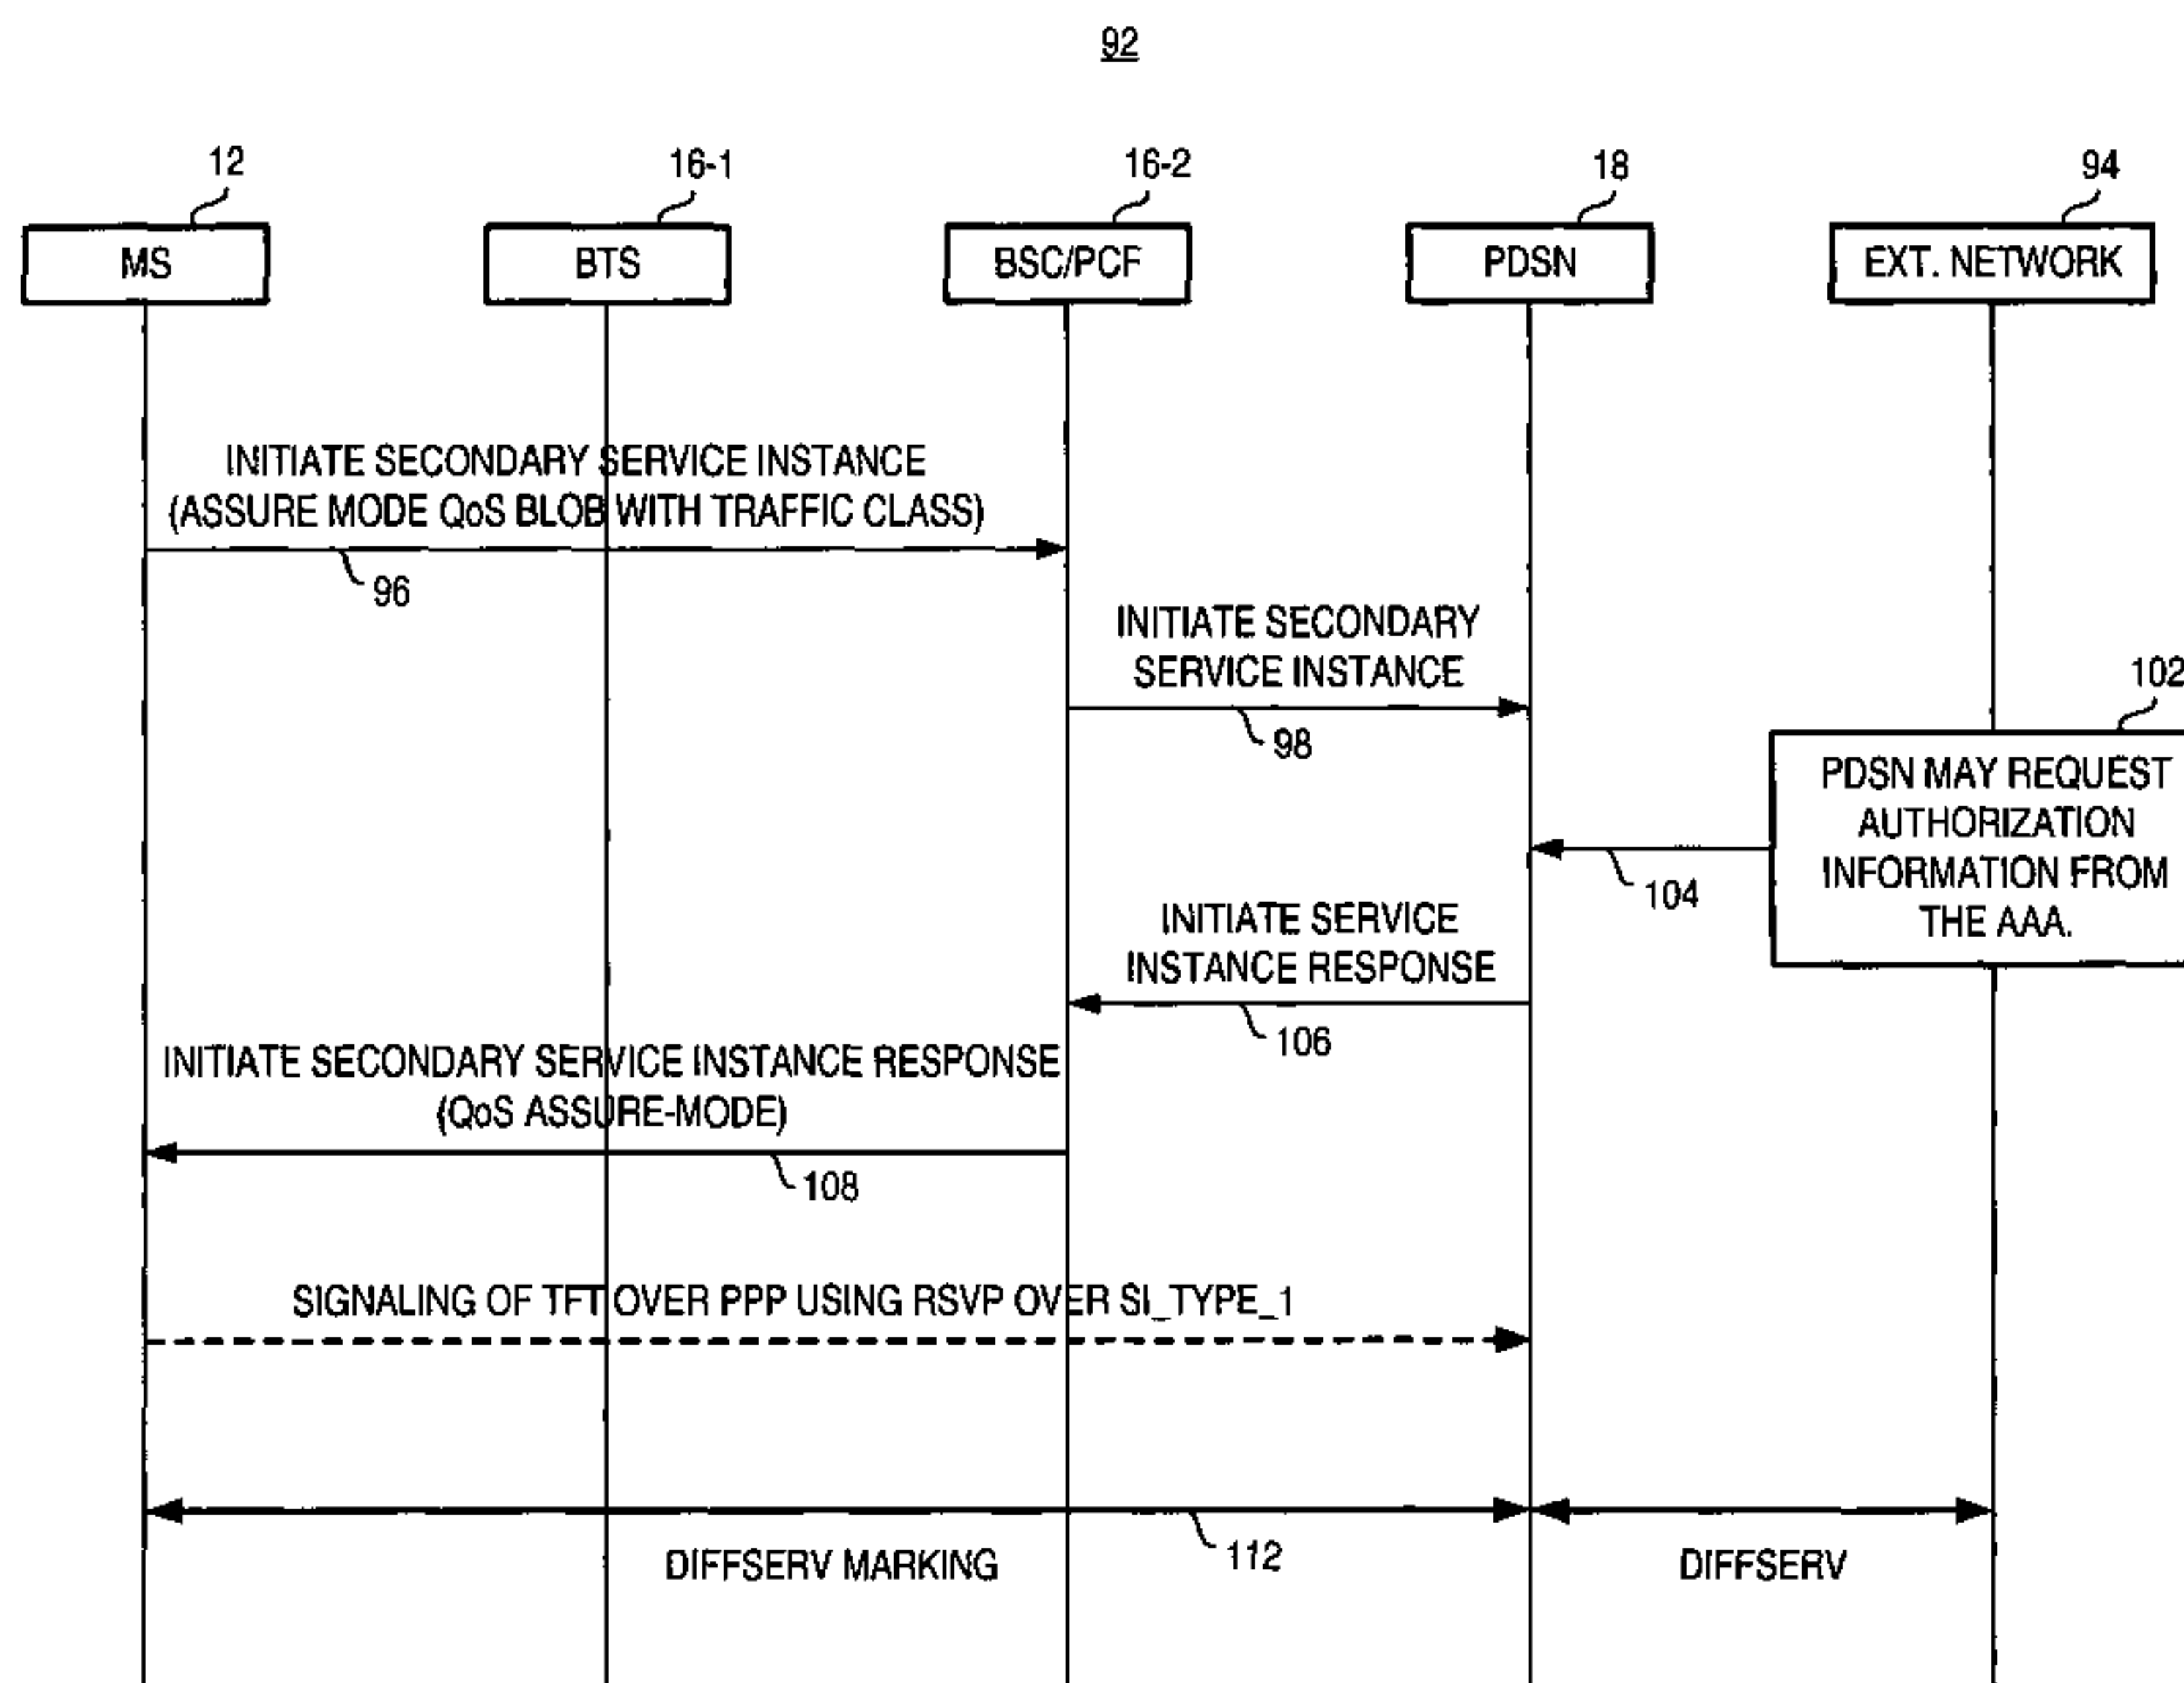 92
12
16-1
16-2
18
94
MS
BTS
BSC/PCF
PDSN
EXT. NETWORK
INITIATE SECONDARY SERVICE INSTANCE
(ASSURE MODE QoS BLOB WITH TRAFFIC CLASS)
96
INITIATE SECONDARY
SERVICE INSTANCE
98
102
PDSN MAY REQUEST
AUTHORIZATION
INFORMATION FROM
THE AAA.
104
INITIATE SERVICE
INSTANCE RESPONSE
106
INITIATE SECONDARY SERVICE INSTANCE RESPONSE
(QoS ASSURE-MODE)
108
SIGNALING OF TFT OVER PPP USING RSVP OVER SI_TYPE_1
112
DIFFSERV MARKING
DIFFSERV